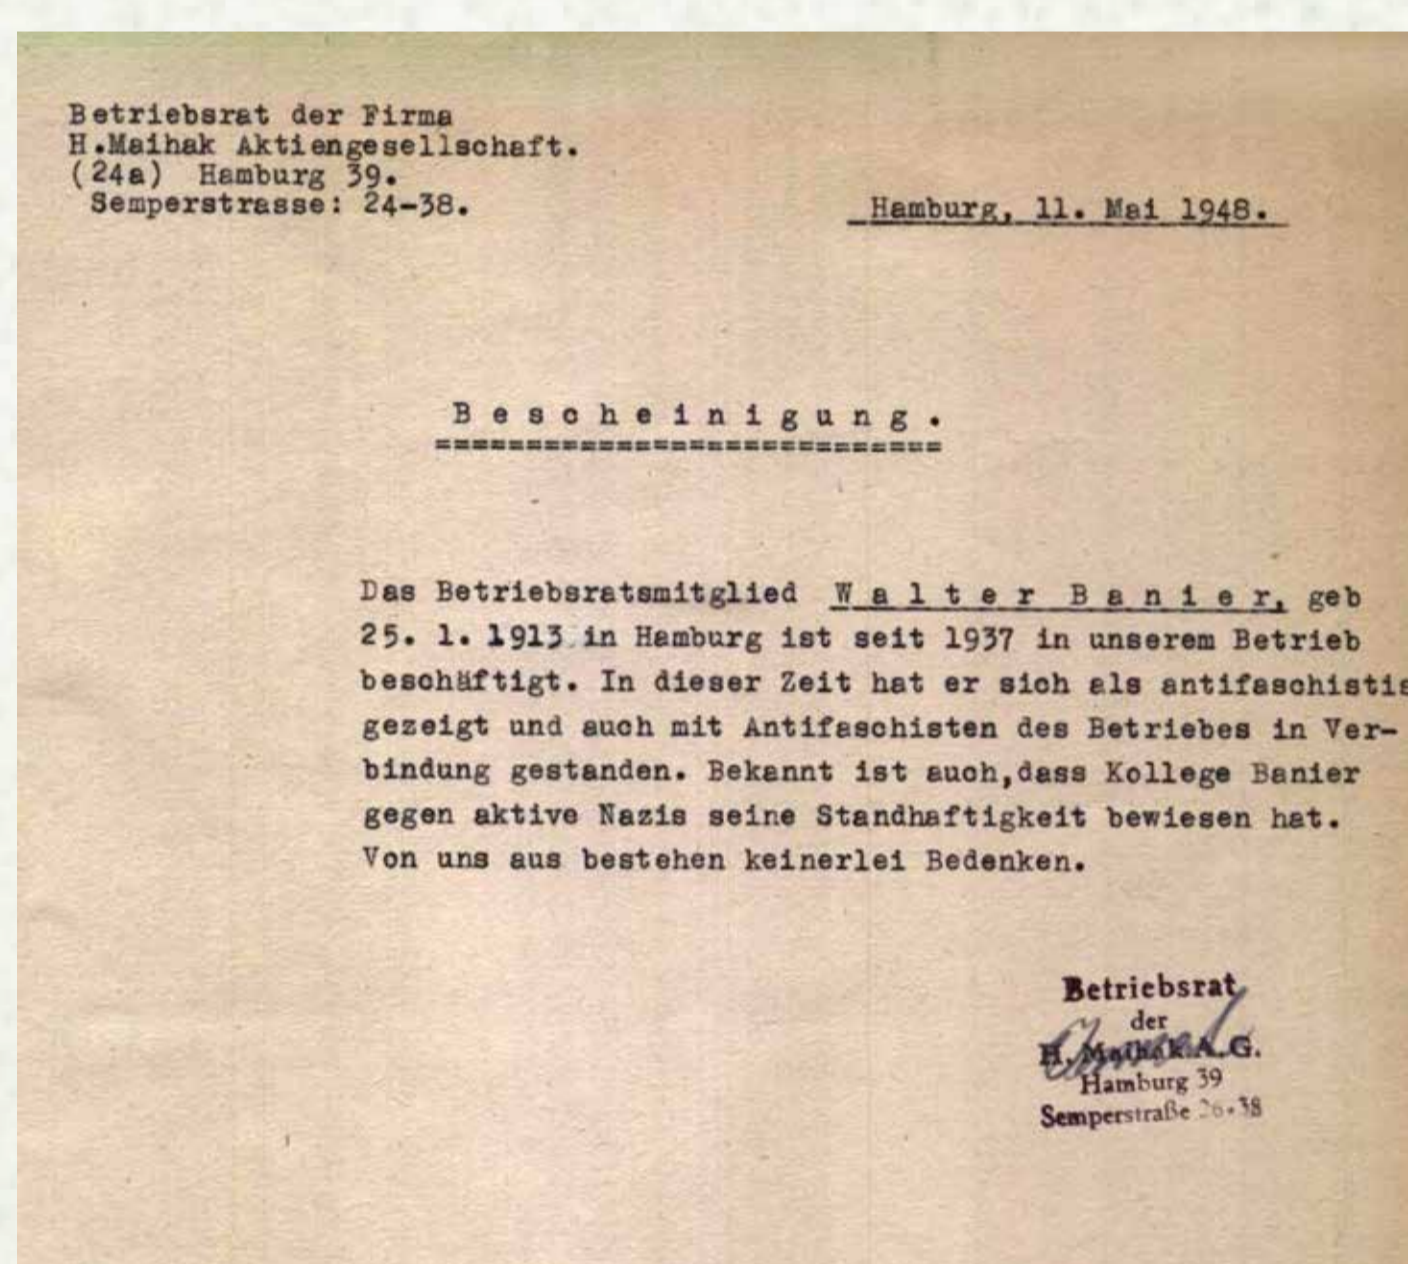 Betriebsrat der Firma
H.Maihak Aktiengesellschaft.
(24a) Hamburg 39.
Semperstrasse: 24-38.
Hamburg, 11. Mai 1948.
B e s c h e i n i g u n g .
============================
Das Betriebsratsmitglied W a l t e r B a n i e r, geb
25. 1. 1913 in Hamburg ist seit 1937 in unserem Betrieb
beschäftigt. In dieser Zeit hat er sich als antifaschistis
gezeigt und auch mit Antifaschisten des Betriebes in Ver-
bindung gestanden. Bekannt ist auch,dass Kollege Banier
gegen aktive Nazis seine Standhaftigkeit bewiesen hat.
Von uns aus bestehen keinerlei Bedenken.
Betriebsrat
der
H. Maihak A. G.
Hamburg 39
Semperstraße 26-38